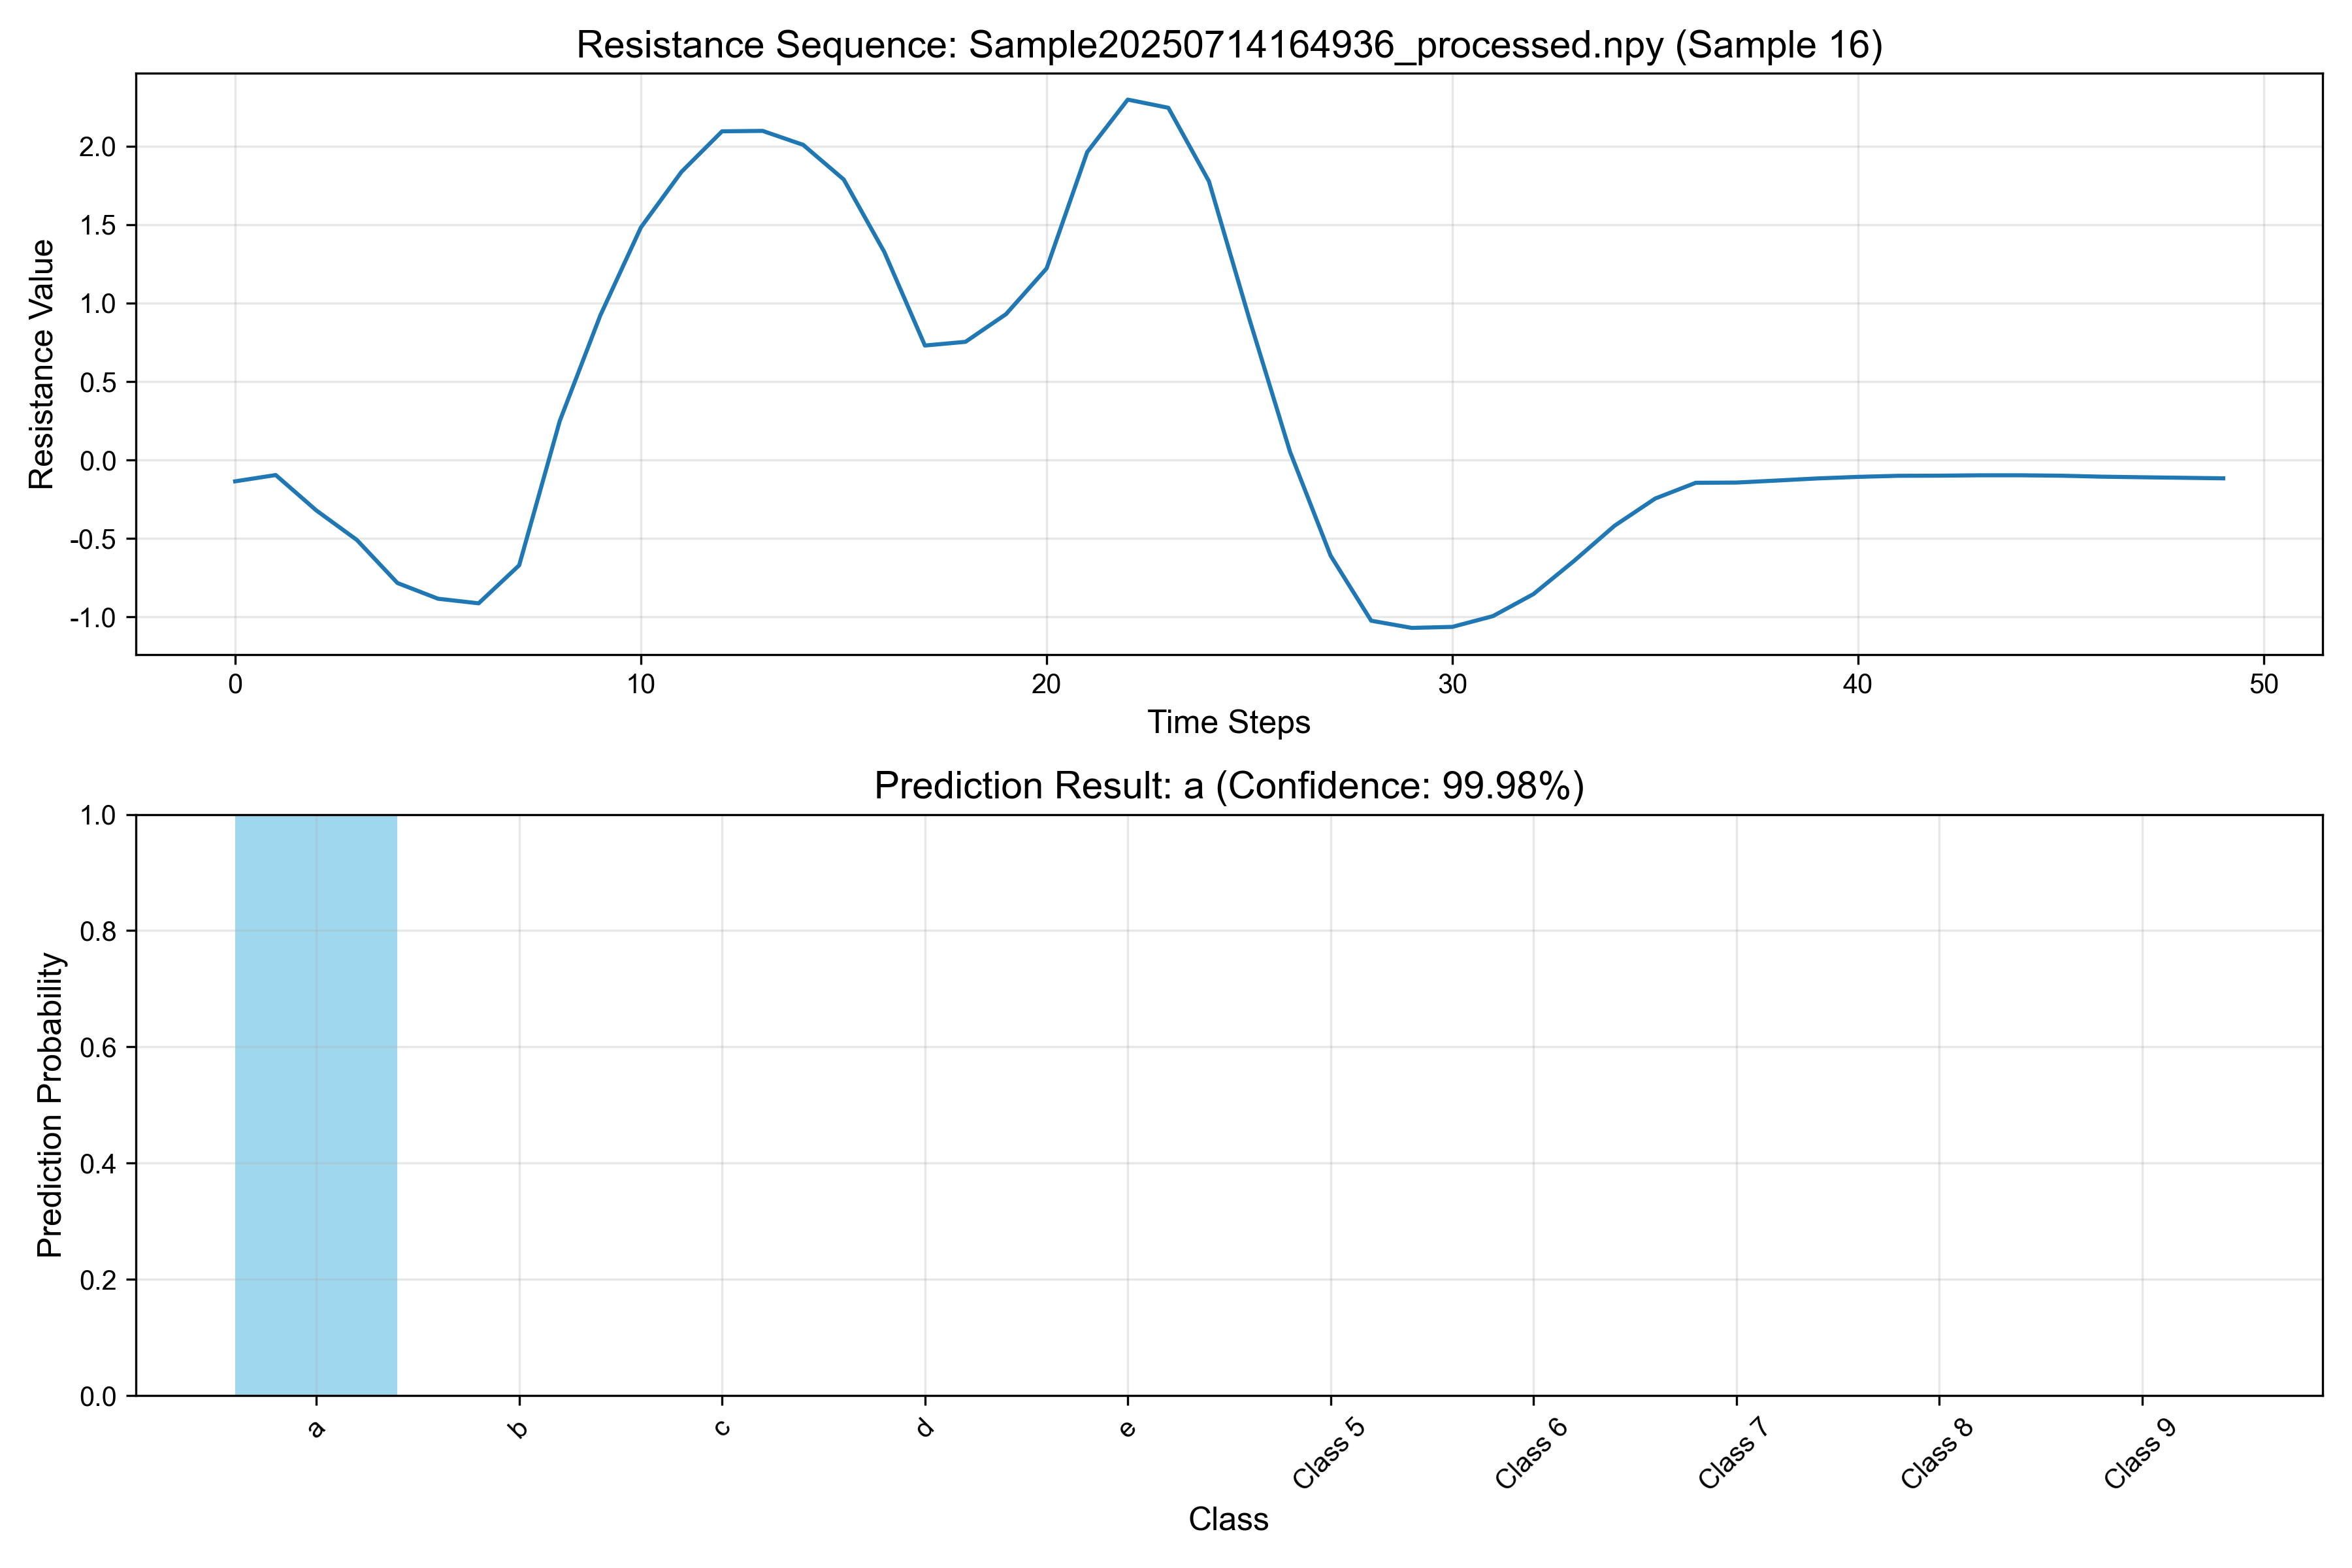 Resistance Sequence: Sample20250714164936_processed.npy (Sample 16)
Resistance Value
2.0
1.5
1.0
0.5
0.0
-0.5
-1.0
0 10 20 30 40 50
Time Steps
Prediction Result: a (Confidence: 99.98%)
Prediction Probability
1.0
0.8
0.6
0.4
0.2
0.0
a b c d e Class 5 Class 6 Class 7 Class 8 Class 9
Class